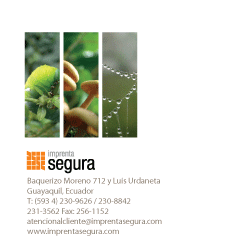 imprenta
segura
Baquerizo Moreno 712 y Luis Urdaneta
Guayaquil, Ecuador
T: (593 4) 230-9626 / 230-8842
231-3562 Fax: 256-1152
atencionalcliente@imprentasegura.com
www.imprentasegura.com